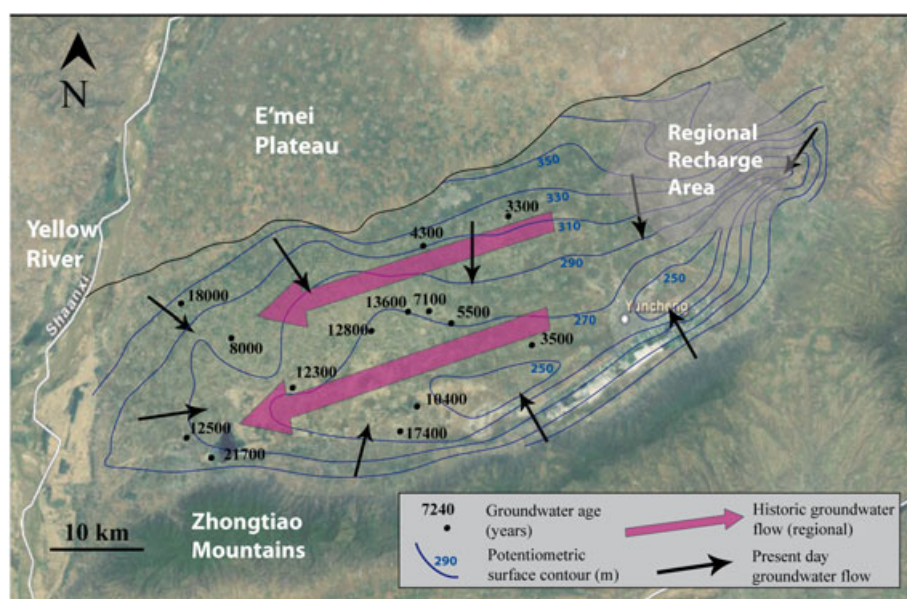 N
E'mei
Plateau
Regional
Recharge
Area
350
330
3300
310
4300
290
Yellow
River
Shaanxi
250
Yuncheng
18000
13600
7100
5500
270
12800
8000
3500
12300
250
10400
12500
17400
21700
10 km
Zhongtiao
Mountains
7240
Groundwater age
(years)
Historic groundwater
flow (regional)
290
Potentiometric
surface contour (m)
Present day
groundwater flow